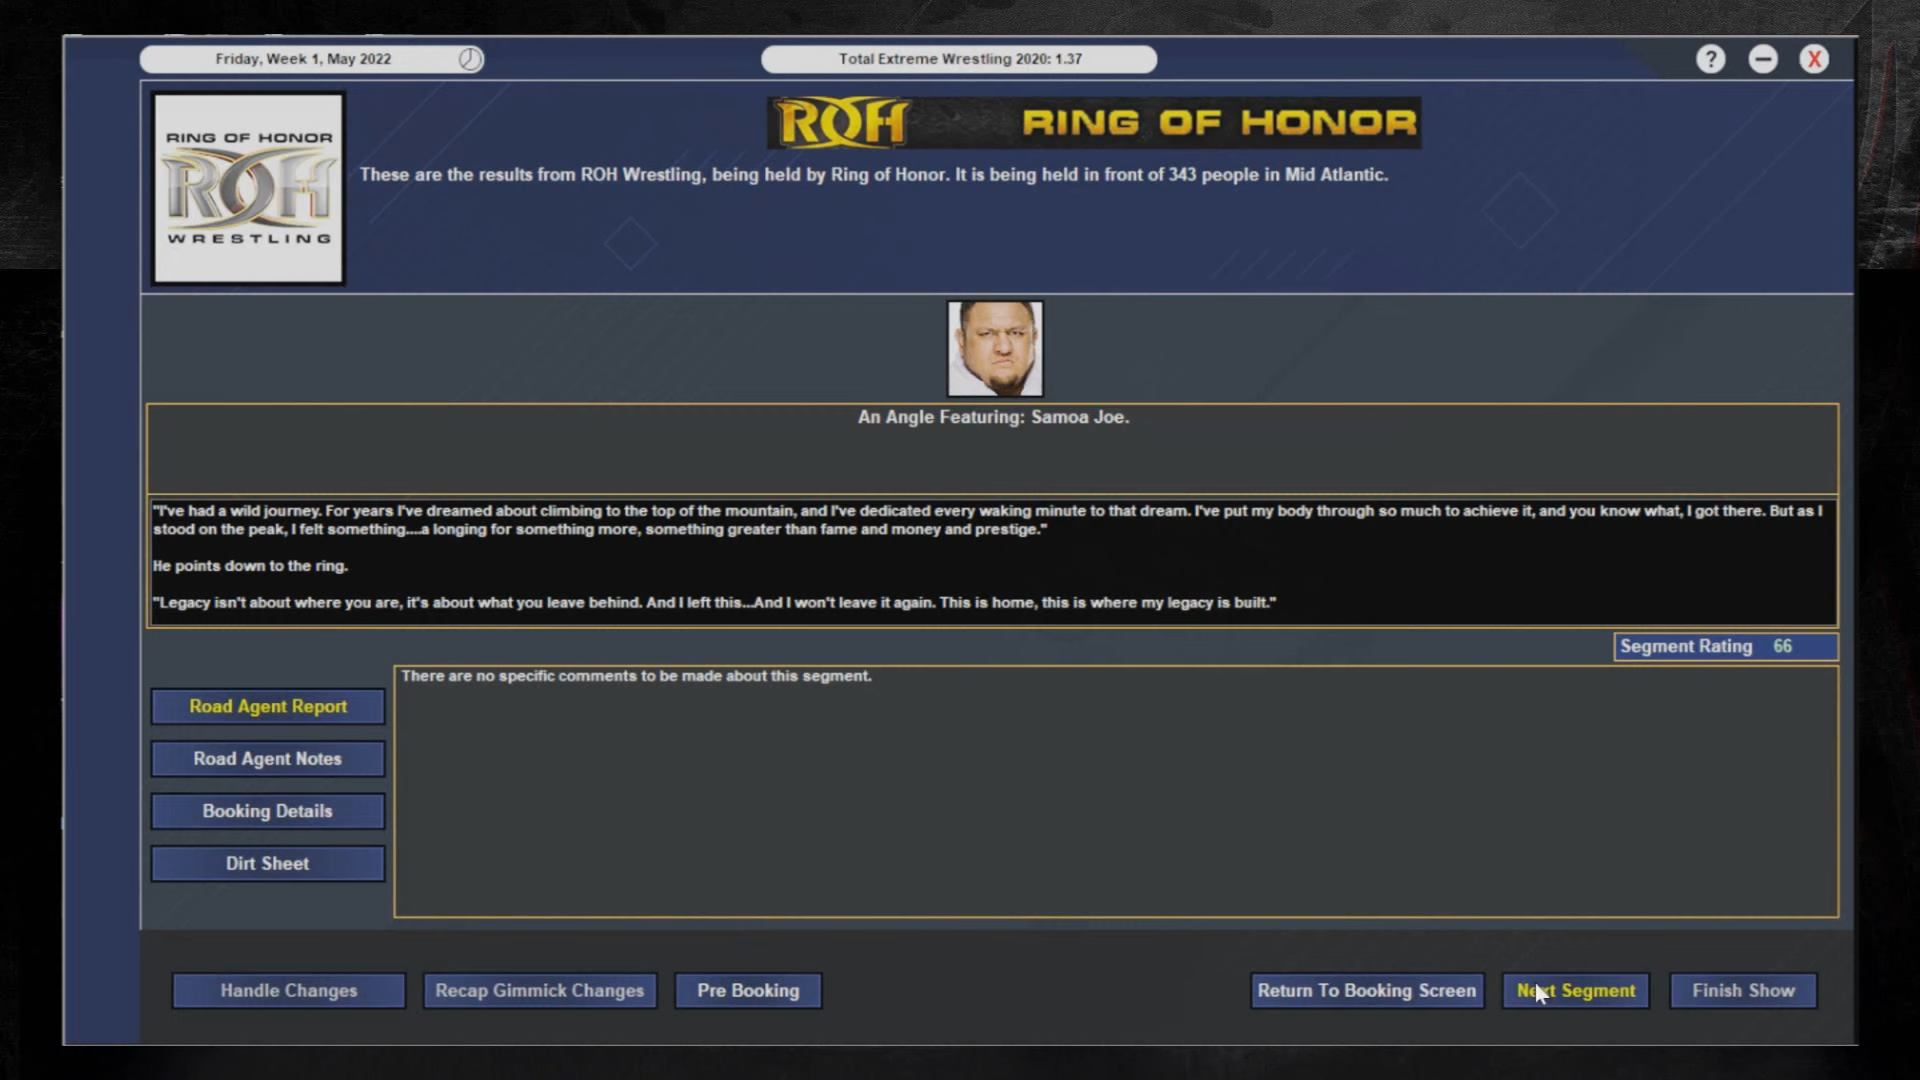 Friday, Week 1, May 2022
Total Extreme Wrestling 2020: 1.37
?
X
RING OF HONOR
ROH
WRESTLING
ROH RING OF HONOR
These are the results from ROH Wrestling, being held by Ring of Honor. It is being held in front of 343 people in Mid Atlantic.
An Angle Featuring: Samoa Joe.
"I've had a wild journey. For years I've dreamed about climbing to the top of the mountain, and I've dedicated every waking minute to that dream. I've put my body through so much to achieve it, and you know what, I got there. But as I
stood on the peak, I felt something....a longing for something more, something greater than fame and money and prestige."
He points down to the ring.
"Legacy isn't about where you are, it's about what you leave behind. And I left this...And I won't leave it again. This is home, this is where my legacy is built."
Segment Rating 66
There are no specific comments to be made about this segment.
Road Agent Report
Road Agent Notes
Booking Details
Dirt Sheet
Handle Changes
Recap Gimmick Changes
Pre Booking
Return To Booking Screen
Next Segment
Finish Show